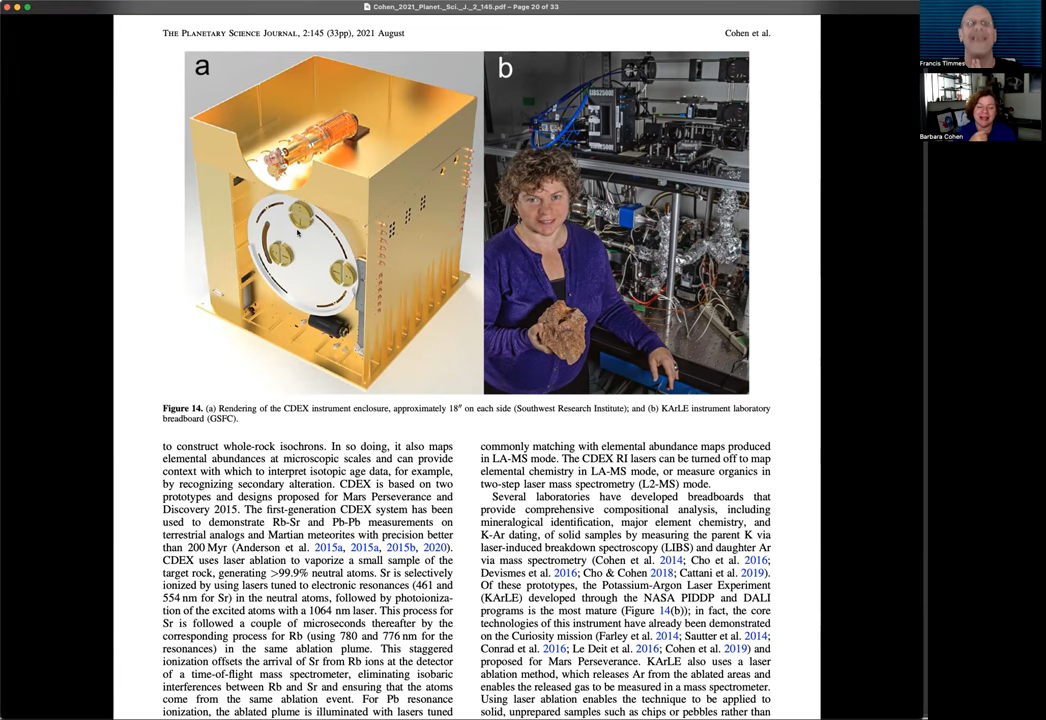 Cohen_2021_Planet._Sci._J._2_145.pdf – Page 20 of 33
THE PLANETARY SCIENCE JOURNAL, 2:145 (33pp), 2021 August
Cohen et al.
a
b
LIBS2500+
Francis Timmes
Barbara Cohen
Figure 14. (a) Rendering of the CDEX instrument enclosure, approximately 18″ on each side (Southwest Research Institute); and (b) KArLE instrument laboratory
breadboard (GSFC).
to construct whole-rock isochrons. In so doing, it also maps
elemental abundances at microscopic scales and can provide
context with which to interpret isotopic age data, for example,
by recognizing secondary alteration. CDEX is based on two
prototypes and designs proposed for Mars Perseverance and
Discovery 2015. The first-generation CDEX system has been
used to demonstrate Rb-Sr and Pb-Pb measurements on
terrestrial analogs and Martian meteorites with precision better
than 200 Myr (Anderson et al. 2015a, 2015a, 2015b, 2020).
CDEX uses laser ablation to vaporize a small sample of the
target rock, generating >99.9% neutral atoms. Sr is selectively
ionized by using lasers tuned to electronic resonances (461 and
554 nm for Sr) in the neutral atoms, followed by photoioniza-
tion of the excited atoms with a 1064 nm laser. This process for
Sr is followed a couple of microseconds thereafter by the
corresponding process for Rb (using 780 and 776 nm for the
resonances) in the same ablation plume. This staggered
ionization offsets the arrival of Sr from Rb ions at the detector
of a time-of-flight mass spectrometer, eliminating isobaric
interferences between Rb and Sr and ensuring that the atoms
come from the same ablation event. For Pb resonance
ionization, the ablated plume is illuminated with lasers tuned
commonly matching with elemental abundance maps produced
in LA-MS mode. The CDEX RI lasers can be turned off to map
elemental chemistry in LA-MS mode, or measure organics in
two-step laser mass spectrometry (L2-MS) mode.
Several laboratories have developed breadboards that
provide comprehensive compositional analysis, including
mineralogical identification, major element chemistry, and
K-Ar dating, of solid samples by measuring the parent K via
laser-induced breakdown spectroscopy (LIBS) and daughter Ar
via mass spectrometry (Cohen et al. 2014; Cho et al. 2016;
Devismes et al. 2016; Cho & Cohen 2018; Cattani et al. 2019).
Of these prototypes, the Potassium-Argon Laser Experiment
(KArLE) developed through the NASA PIDDP and DALI
programs is the most mature (Figure 14(b)); in fact, the core
technologies of this instrument have already been demonstrated
on the Curiosity mission (Farley et al. 2014; Sautter et al. 2014;
Conrad et al. 2016; Le Deit et al. 2016; Cohen et al. 2019) and
proposed for Mars Perseverance. KArLE also uses a laser
ablation method, which releases Ar from the ablated areas and
enables the released gas to be measured in a mass spectrometer.
Using laser ablation enables the technique to be applied to
solid, unprepared samples such as chips or pebbles rather than